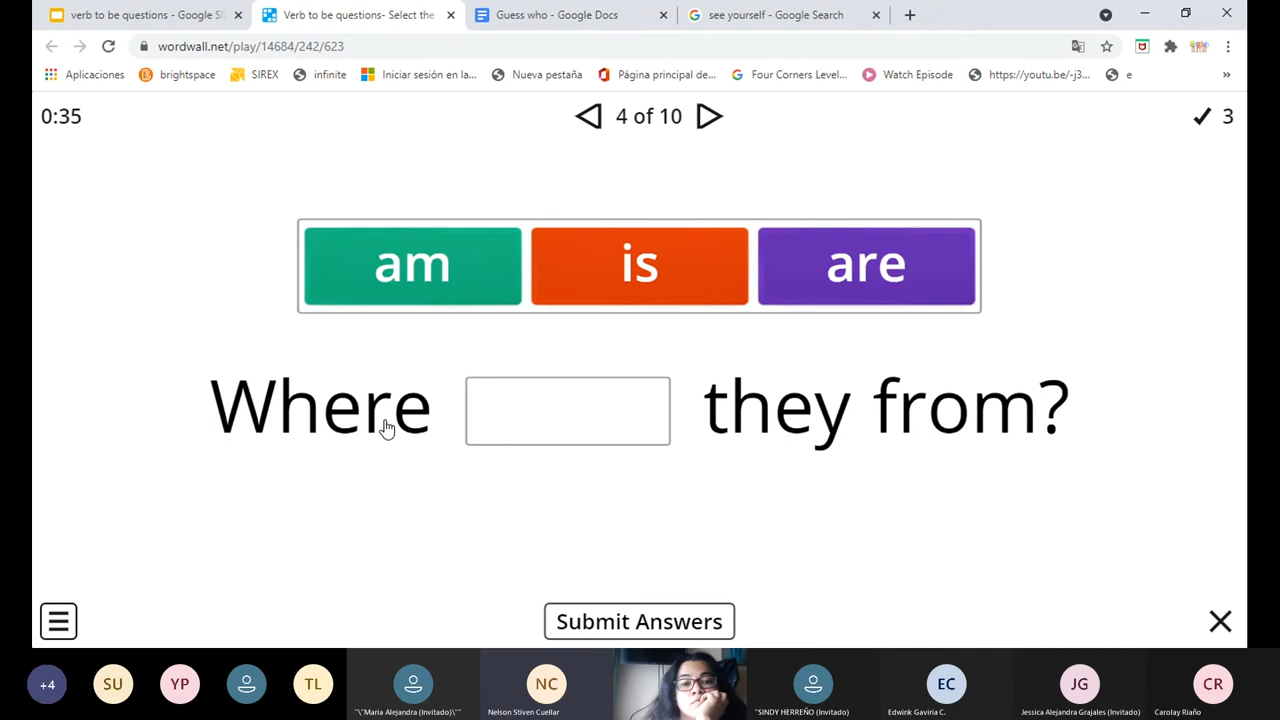 verb to be questions - Google Sl
Verb to be questions- Select the
Guess who - Google Docs
see yourself - Google Search
wordwall.net/play/14684/242/623
Aplicaciones
brightspace
SIREX
infinite
Iniciar sesión en la...
Nueva pestaña
Página principal de...
Four Corners Level...
Watch Episode
https://youtu.be/-j3...
e
0:35
4 of 10
3
am
is
are
Where they from?
Submit Answers
+4
SU
YP
TL
NC
EC
JG
CR
"\"Maria Alejandra (Invitado)\""
Nelson Stiven Cuellar
"SINDY HERREÑO (Invitado)
Edwink Gaviria C.
Jessica Alejandra Grajales (Invitado)
Carolay Riaño